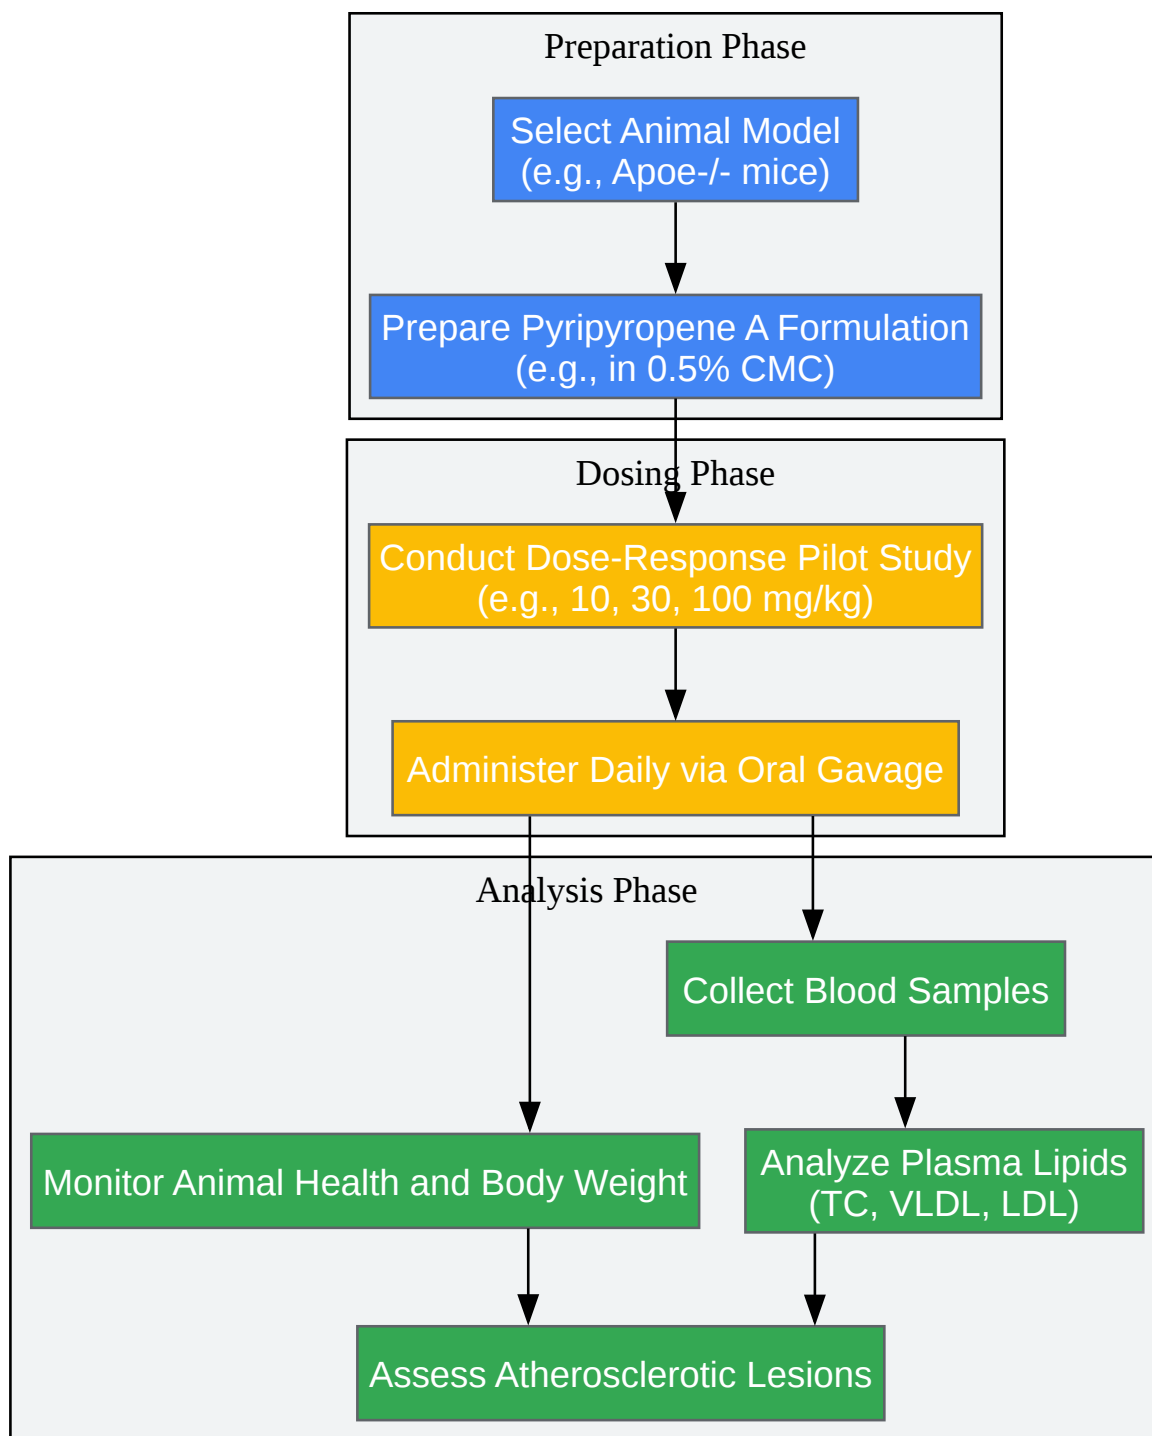 Preparation Phase
Select Animal Model
(e.g., Apoe-/- mice)
Prepare Pyripyropene A Formulation
(e.g., in 0.5% CMC)
Dosing Phase
Conduct Dose-Response Pilot Study
(e.g., 10, 30, 100 mg/kg)
Administer Daily via Oral Gavage
Analysis Phase
Collect Blood Samples
Monitor Animal Health and Body Weight
Analyze Plasma Lipids
(TC, VLDL, LDL)
Assess Atherosclerotic Lesions